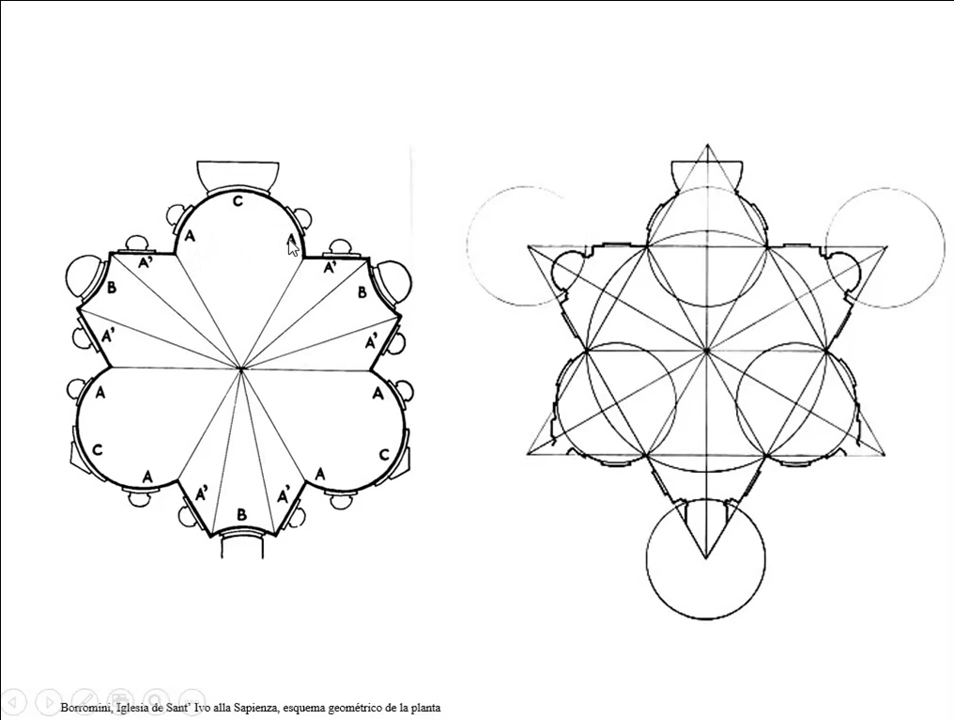 C
A
A
A'
A'
B
B
A'
A'
A
A
C
C
A
A
A'
A'
B
Borromini, Iglesia de Sant' Ivo alla Sapienza, esquema geométrico de la planta